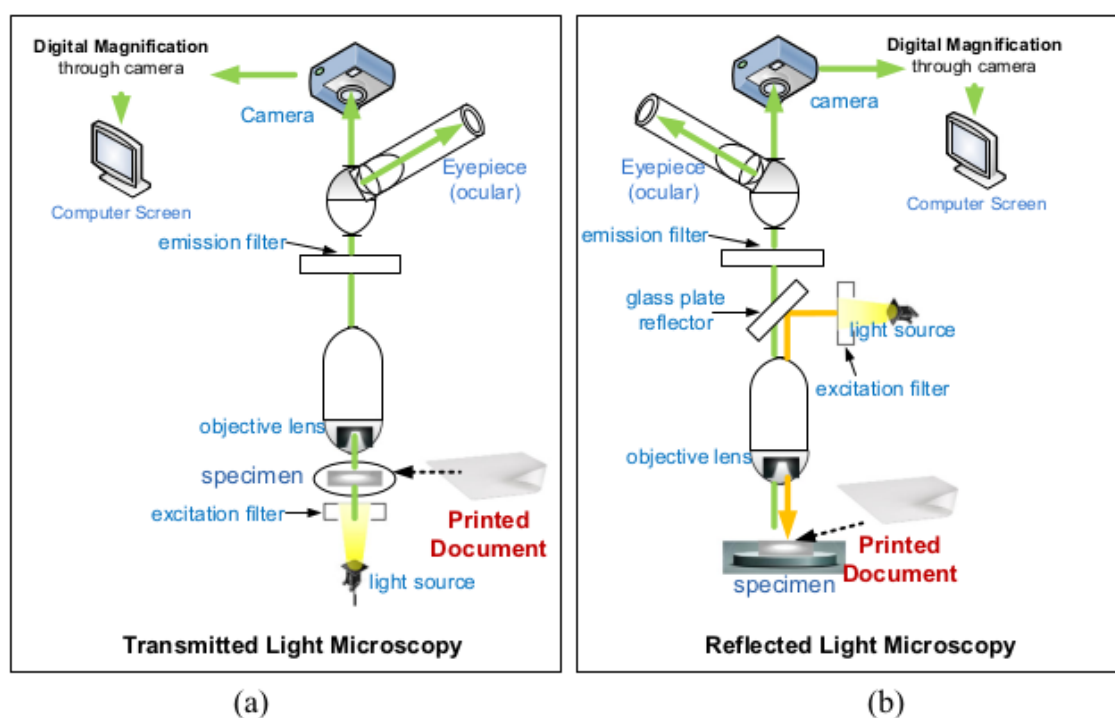 Digital Magnification
through camera
Camera
Eyepiece
(ocular)
Computer Screen
emission filter
objective lens
specimen
excitation filter
Printed
Document
light source
Transmitted Light Microscopy
(a)
Digital Magnification
through camera
camera
Eyepiece
(ocular)
Computer Screen
emission filter
glass plate
reflector
light source
excitation filter
objective lens
Printed
Document
specimen
Reflected Light Microscopy
(b)